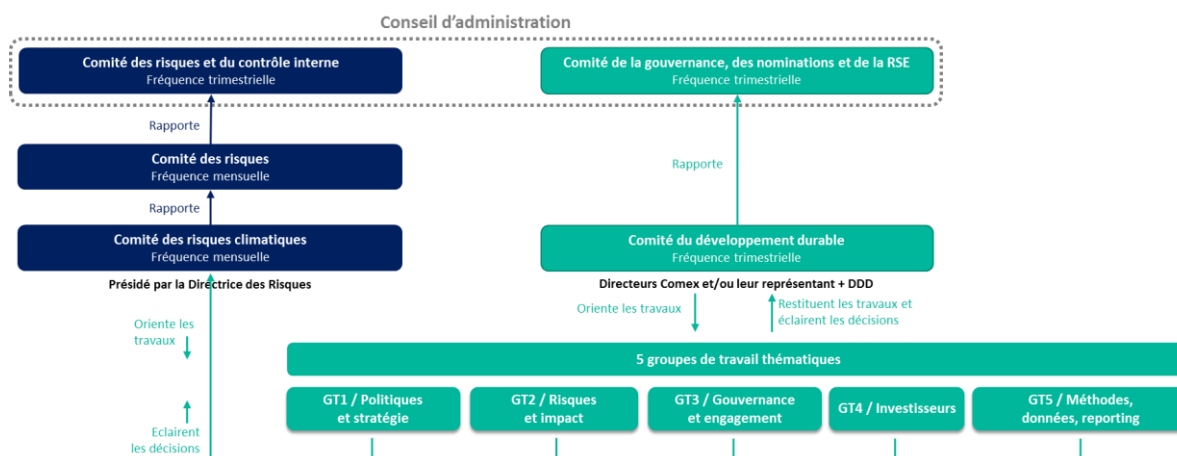 Conseil d'administration
Comité des risques et du contrôle interne
Fréquence trimestrielle
Comité de la gouvernance, des nominations et de la RSE
Fréquence trimestrielle
Rapporte
Comité des risques
Fréquence mensuelle
Rapporte
Rapporte
Comité des risques climatiques
Fréquence mensuelle
Comité du développement durable
Fréquence trimestrielle
Présidé par la Directrice des Risques
Directeurs Comex et/ou leur représentant + DDD
Oriente les travaux
Restituent les travaux et
éclairent les décisions
Oriente les
travaux
5 groupes de travail thématiques
GT1 / Politiques
et stratégie
GT2 / Risques
et impact
GT3 / Gouvernance
et engagement
GT4 / Investisseurs
GT5 / Méthodes,
données, reporting
Eclairent
les décisions